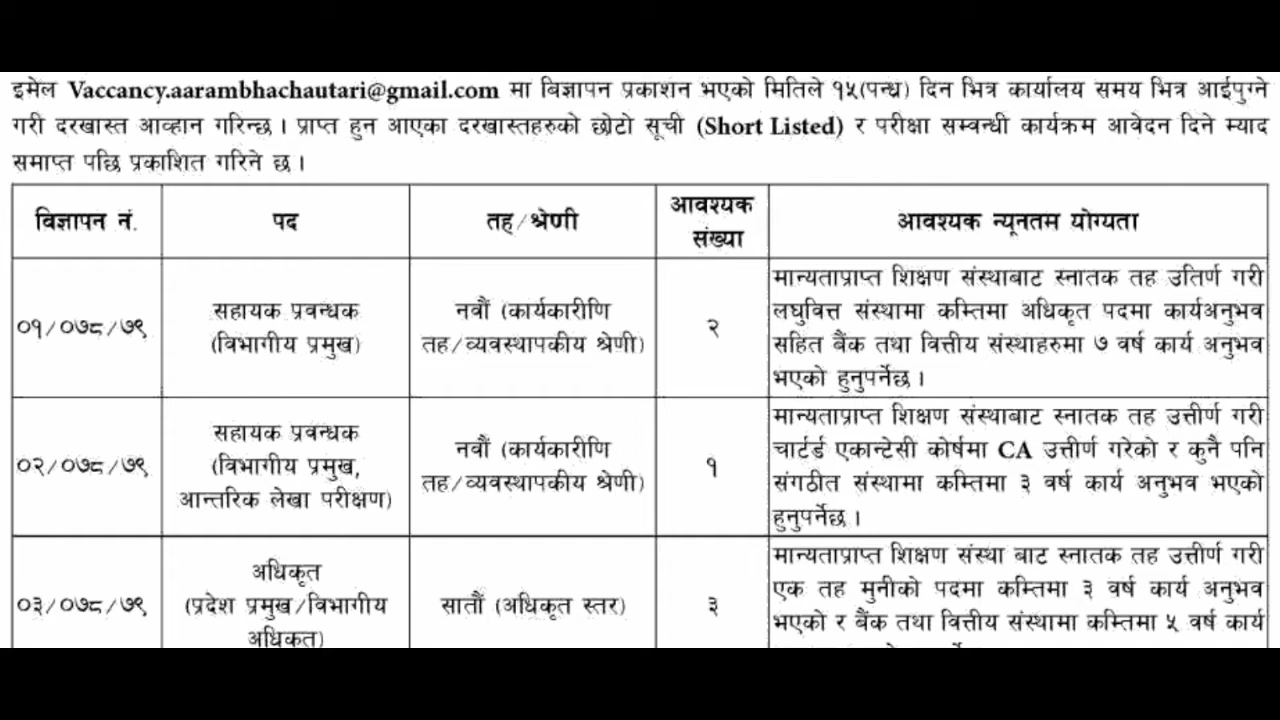 इमेल Vaccancy.aarambhachautari@gmail.com मा विज्ञापन प्रकाशन भएको मितिले १५(पन्ध्र) दिन भित्र कार्यालय समय भित्र आईपुग्ने
गरी दरखास्त आव्हान गरिन्छ । प्राप्त हुन आएका दरखास्तहरुको छोटो सूची (Short Listed) र परीक्षा सम्वन्धी कार्यक्रम आवेदन दिने म्याद
समाप्त पछि प्रकाशित गरिने छ ।
विज्ञापन नं.
पद
तह/श्रेणी
आवश्यक
संख्या
आवश्यक न्यूनतम योग्यता
०१/०७८/७९
सहायक प्रवन्धक
(विभागीय प्रमुख)
नवौं (कार्यकारीणि
तह/व्यवस्थापकीय श्रेणी)
२
मान्यताप्राप्त शिक्षण संस्थाबाट स्नातक तह उतिर्ण गरी
लघुवित्त संस्थामा कम्तिमा अधिकृत पदमा कार्यअनुभव
सहित बैंक तथा वित्तीय संस्थाहरुमा ७ वर्ष कार्य अनुभव
भएको हुनुपर्नेछ ।
०२/०७८/७९
सहायक प्रवन्धक
(विभागीय प्रमुख,
आन्तरिक लेखा परीक्षण)
नवौं (कार्यकारीणि
तह/व्यवस्थापकीय श्रेणी)
१
मान्यताप्राप्त शिक्षण संस्थाबाट स्नातक तह उत्तीर्ण गरी
चार्टर्ड एकान्टेसी कोर्षमा CA उत्तीर्ण गरेको र कुनै पनि
संगठीत संस्थामा कम्तिमा ३ वर्ष कार्य अनुभव भएको
हुनुपर्नेछ ।
०३/०७८/७९
अधिकृत
(प्रदेश प्रमुख/विभागीय
अधिकृत)
सातौं (अधिकृत स्तर)
३
मान्यताप्राप्त शिक्षण संस्था बाट स्नातक तह उत्तीर्ण गरी
एक तह मुनीको पदमा कम्तिमा ३ वर्ष कार्य अनुभव
भएको र बैंक तथा वित्तीय संस्थामा कम्तिमा ५ वर्ष कार्य